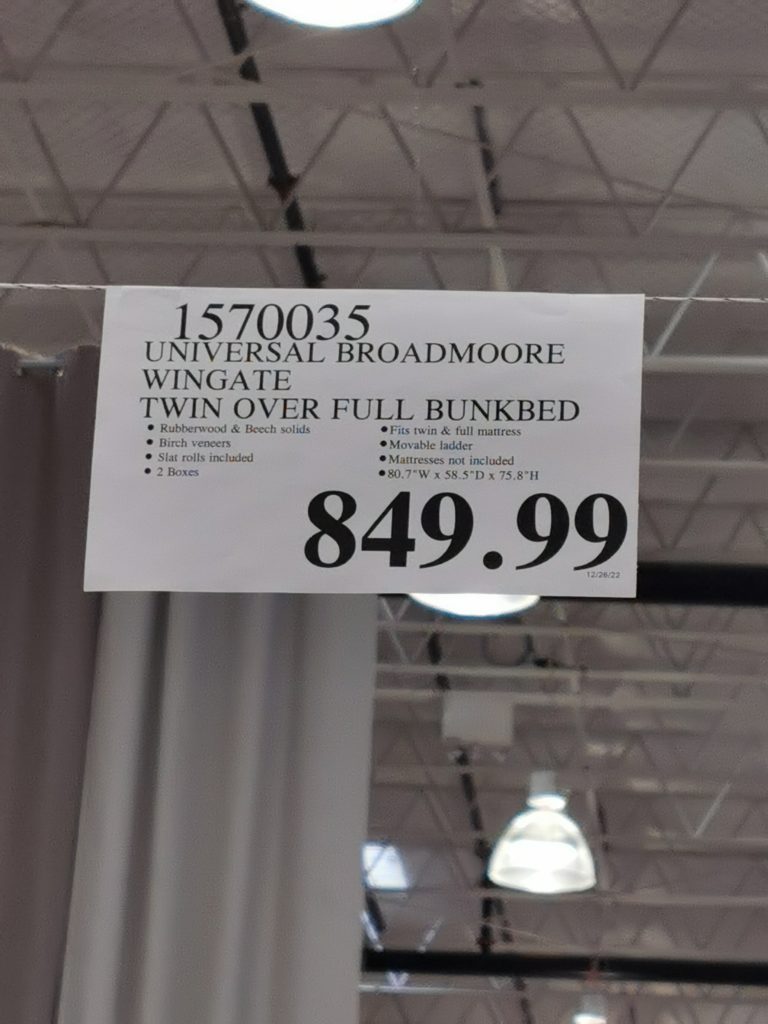 1570035
UNIVERSAL BROADMOORE
WINGATE
TWIN OVER FULL BUNKBED
• Rubberwood & Beech solids
• Birch veneers
• Slat rolls included
• 2 Boxes
• Fits twin & full mattress
• Movable ladder
• Mattresses not included
• 80.7"W x 58.5"D x 75.8"H
849.99
12/26/22